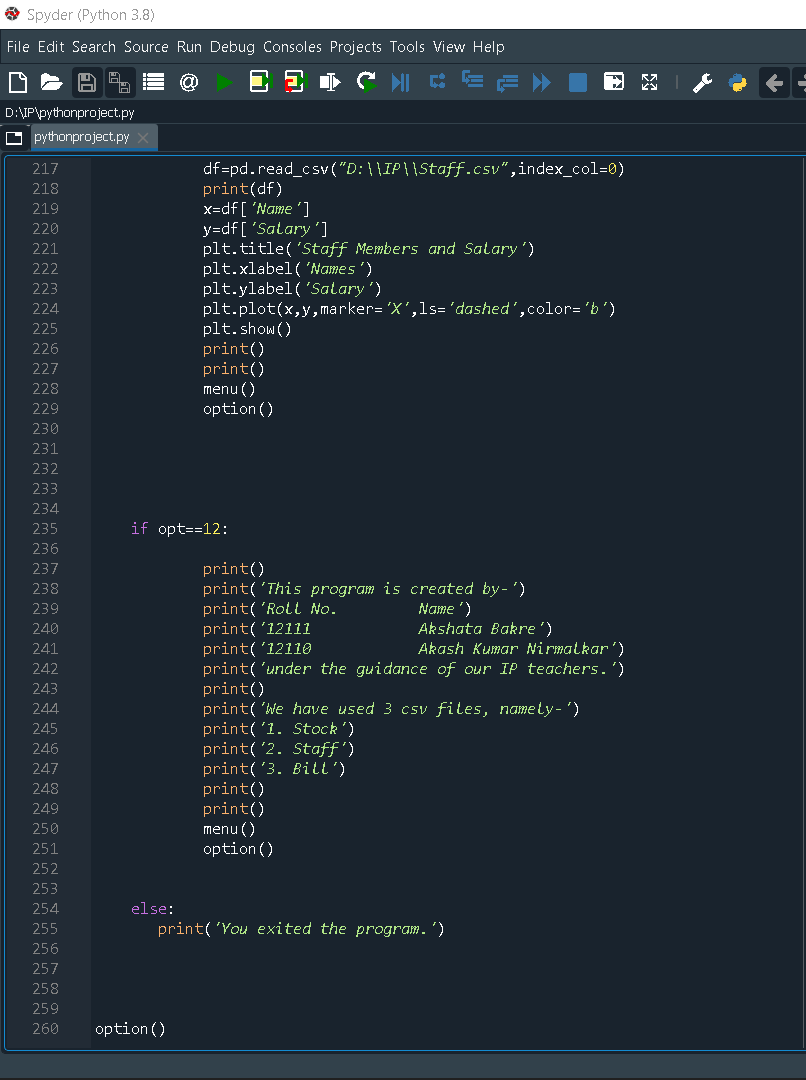 Spyder (Python 3.8)
File Edit Search Source Run Debug Consoles Projects Tools View Help
D:\IP\pythonproject.py
pythonproject.py
217 df=pd.read_csv("D:\\IP\\Staff.csv",index_col=0)
218 print(df)
219 x=df['Name']
220 y=df['Salary']
221 plt.title('Staff Members and Salary')
222 plt.xlabel('Names')
223 plt.ylabel('Salary')
224 plt.plot(x,y,marker='X',ls='dashed',color='b')
225 plt.show()
226 print()
227 print()
228 menu()
229 option()
230
231
232
233
234
235 if opt==12:
236
237 print()
238 print('This program is created by-')
239 print('Roll No.         Name')
240 print('12111            Akshata Bakre')
241 print('12110            Akash Kumar Nirmalkar')
242 print('under the guidance of our IP teachers.')
243 print()
244 print('We have used 3 csv files, namely-')
245 print('1. Stock')
246 print('2. Staff')
247 print('3. Bill')
248 print()
249 print()
250 menu()
251 option()
252
253
254 else:
255 print('You exited the program.')
256
257
258
259
260 option()